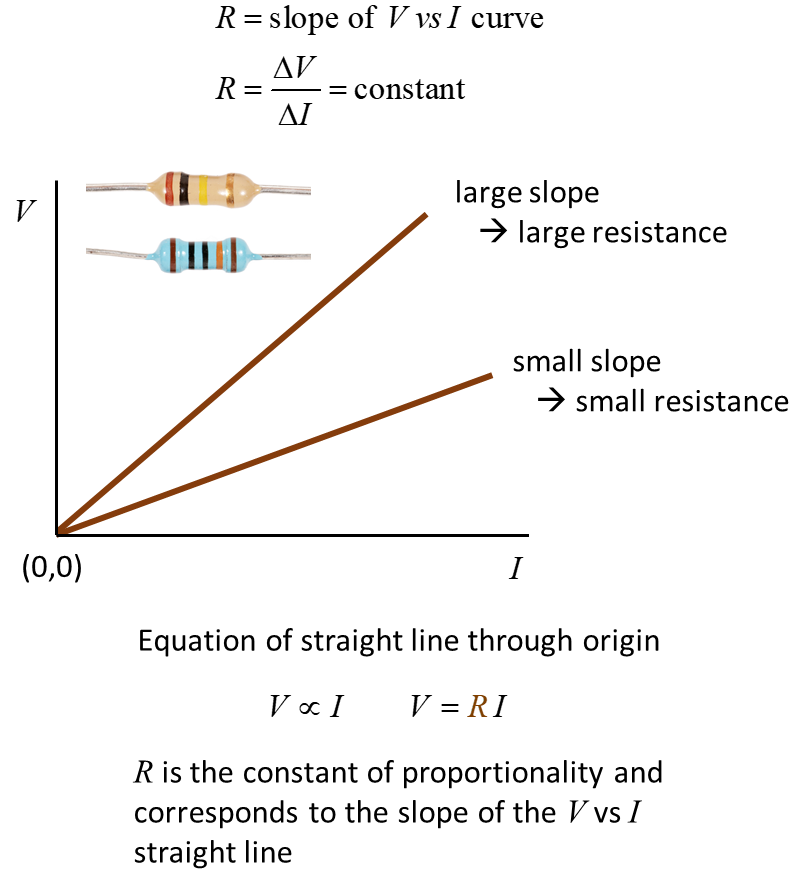 R = slope of V vs I curve
R = ΔV/ΔI = constant
V
large slope
→ large resistance
small slope
→ small resistance
(0,0)
I
Equation of straight line through origin
V ∝ I V = R I
R is the constant of proportionality and
corresponds to the slope of the V vs I
straight line